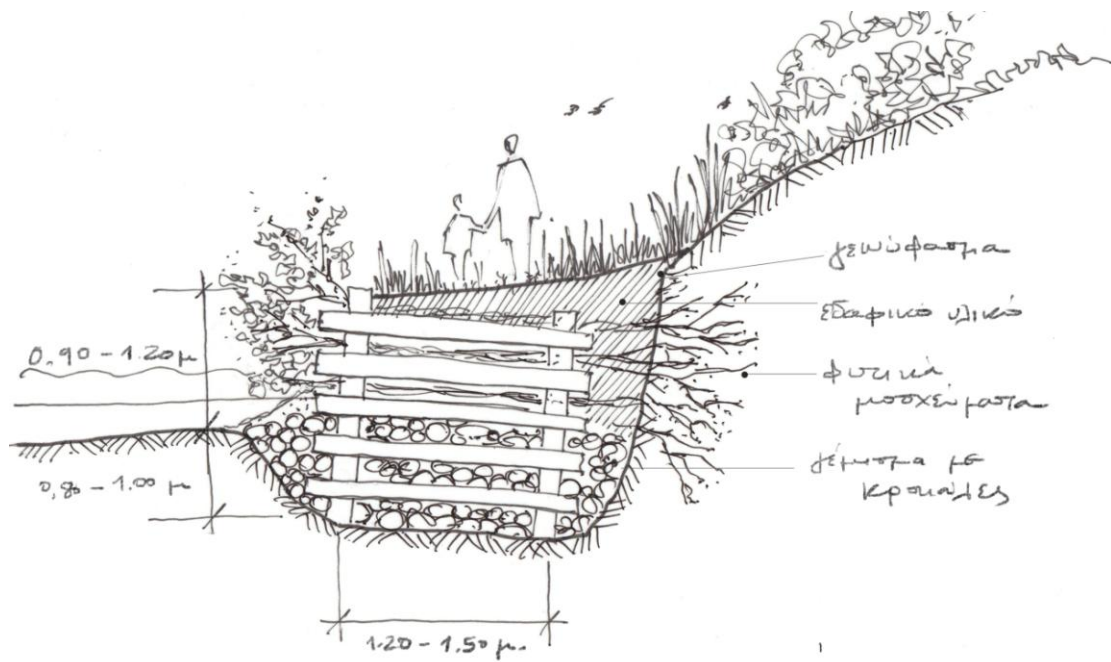 γεωύφασμα
εδαφικό υλικό
φυτικά
μοσχεύματα
γέμισμα με
κροκάλες
0,90 - 1.20 μ
0,80 - 1.00 μ
1.20 - 1.50 μ.